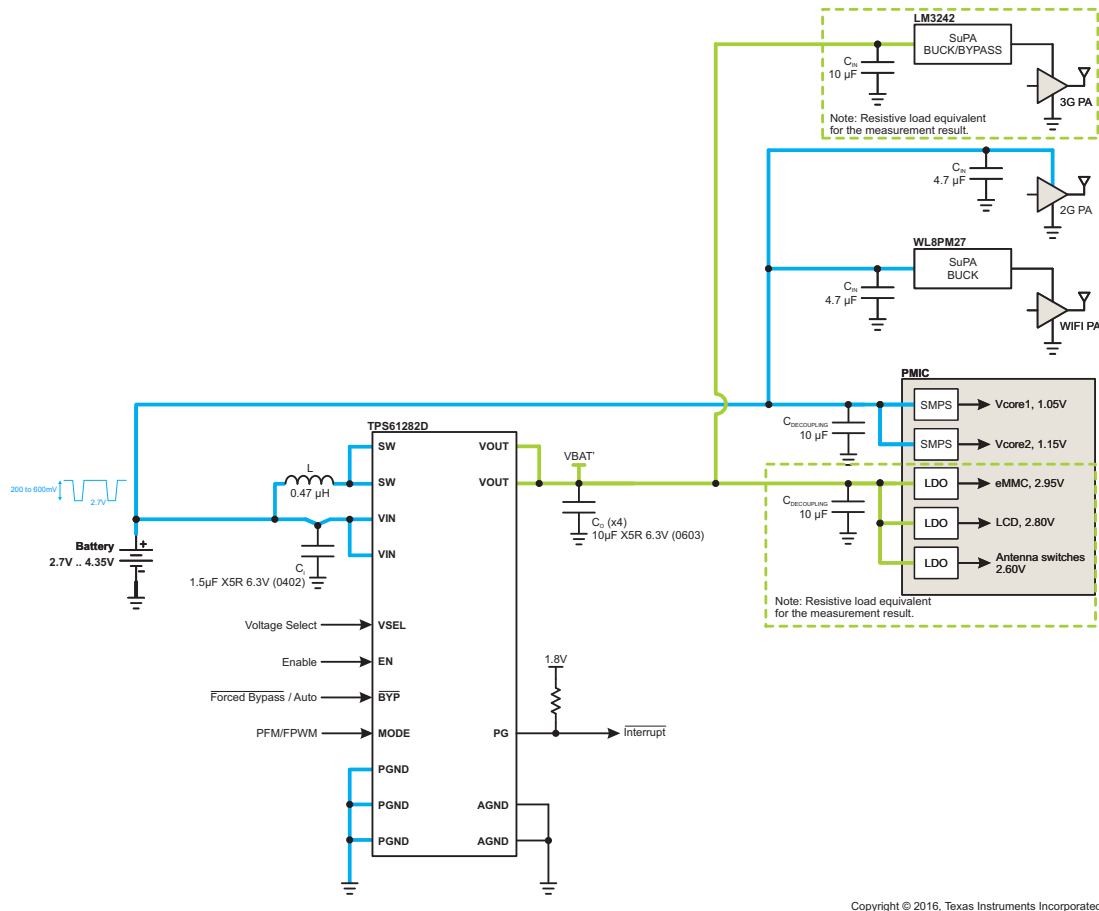 LM3242
SuPA
BUCK/BYPASS
CIN
10 µF
3G PA
Note: Resistive load equivalent
for the measurement result.
CIN
4.7 µF
2G PA
WL8PM27
SuPA
BUCK
CIN
4.7 µF
WIFI PA
PMIC
SMPS
Vcore1, 1.05V
CDECOUPLING
10 µF
SMPS
Vcore2, 1.15V
TPS61282D
SW
VOUT
VBAT'
L
0.47 µH
SW
VOUT
LDO
eMMC, 2.95V
200 to 600mV
2.7V
CDECOUPLING
10 µF
CO (x4)
10µF X5R 6.3V (0603)
VIN
LDO
LCD, 2.80V
Battery
2.7V .. 4.35V
VIN
LDO
Antenna switches
2.60V
CI
1.5µF X5R 6.3V (0402)
Note: Resistive load equivalent
for the measurement result.
Voltage Select
VSEL
Enable
EN
1.8V
Forced Bypass / Auto
BYP
PFM/FPWM
MODE
PG
Interrupt
PGND
PGND
AGND
PGND
AGND
Copyright © 2016, Texas Instruments Incorporated